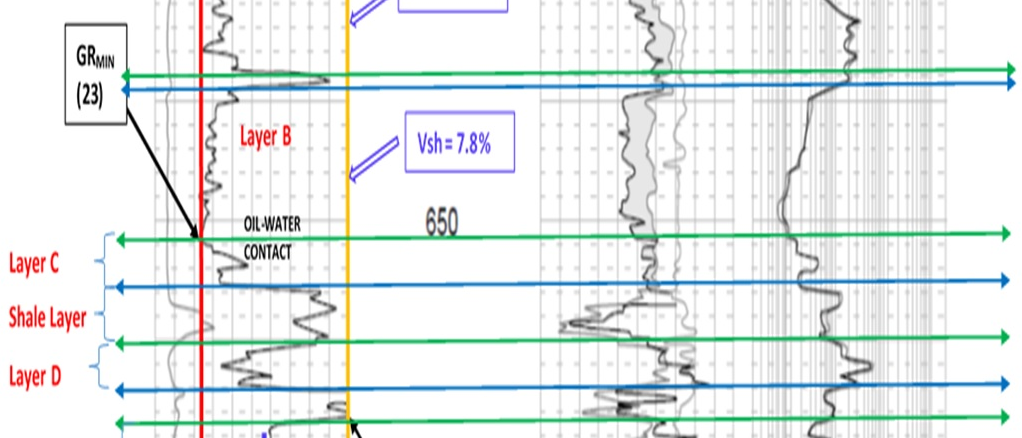 GRMIN
(23)
Layer B
Vsh = 7.8%
650
OIL-WATER
CONTACT
Layer C
Shale Layer
Layer D